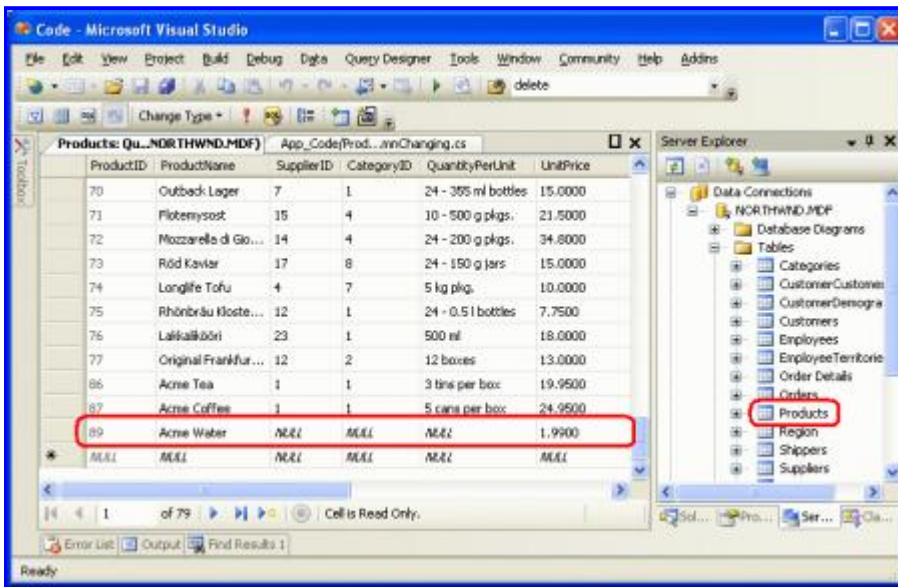 Code - Microsoft Visual Studio
File Edit View Project Build Debug Data Query Designer Tools Window Community Help Addins
delete
Change Type
Products: Qu...NORTHWND.MDF) App_Code/Prod...mnChanging.cs
Toolbox
ProductID ProductName SupplierID CategoryID QuantityPerUnit UnitPrice
70 Outback Lager 7 1 24 - 355 ml bottles 15.0000
71 Flotemysost 15 4 10 - 500 g pkgs. 21.5000
72 Mozzarella di Gio... 14 4 24 - 200 g pkgs. 34.8000
73 Röd Kaviar 17 8 24 - 150 g jars 15.0000
74 Longlife Tofu 4 7 5 kg pkg. 10.0000
75 Rhönbräu Kloste... 12 1 24 - 0.5 l bottles 7.7500
76 Lakkalikööri 23 1 500 ml 18.0000
77 Original Frankfur... 12 2 12 boxes 13.0000
86 Acme Tea 1 1 3 tins per box 19.9500
87 Acme Coffee 1 1 5 cans per box 24.9500
89 Acme Water NULL NULL NULL 1.9900
NULL NULL NULL NULL NULL NULL
1 of 79 Cell is Read Only.
Server Explorer
Data Connections
NORTHWND.MDF
Database Diagrams
Tables
Categories
CustomerCustomer
CustomerDemogra
Customers
Employees
EmployeeTerritorie
Order Details
Orders
Products
Region
Shippers
Suppliers
Sol... Pro... Ser... Cla...
Error List Output Find Results 1
Ready